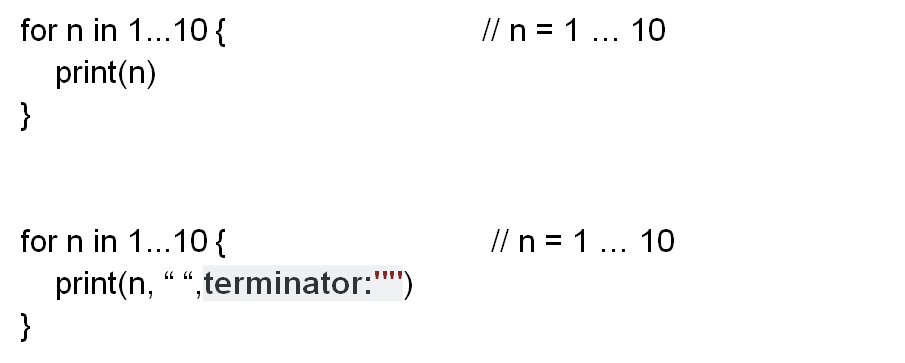 for n in 1...10 { // n = 1 ... 10
print(n)
}
for n in 1...10 { // n = 1 ... 10
print(n, “ “,terminator:"")
}